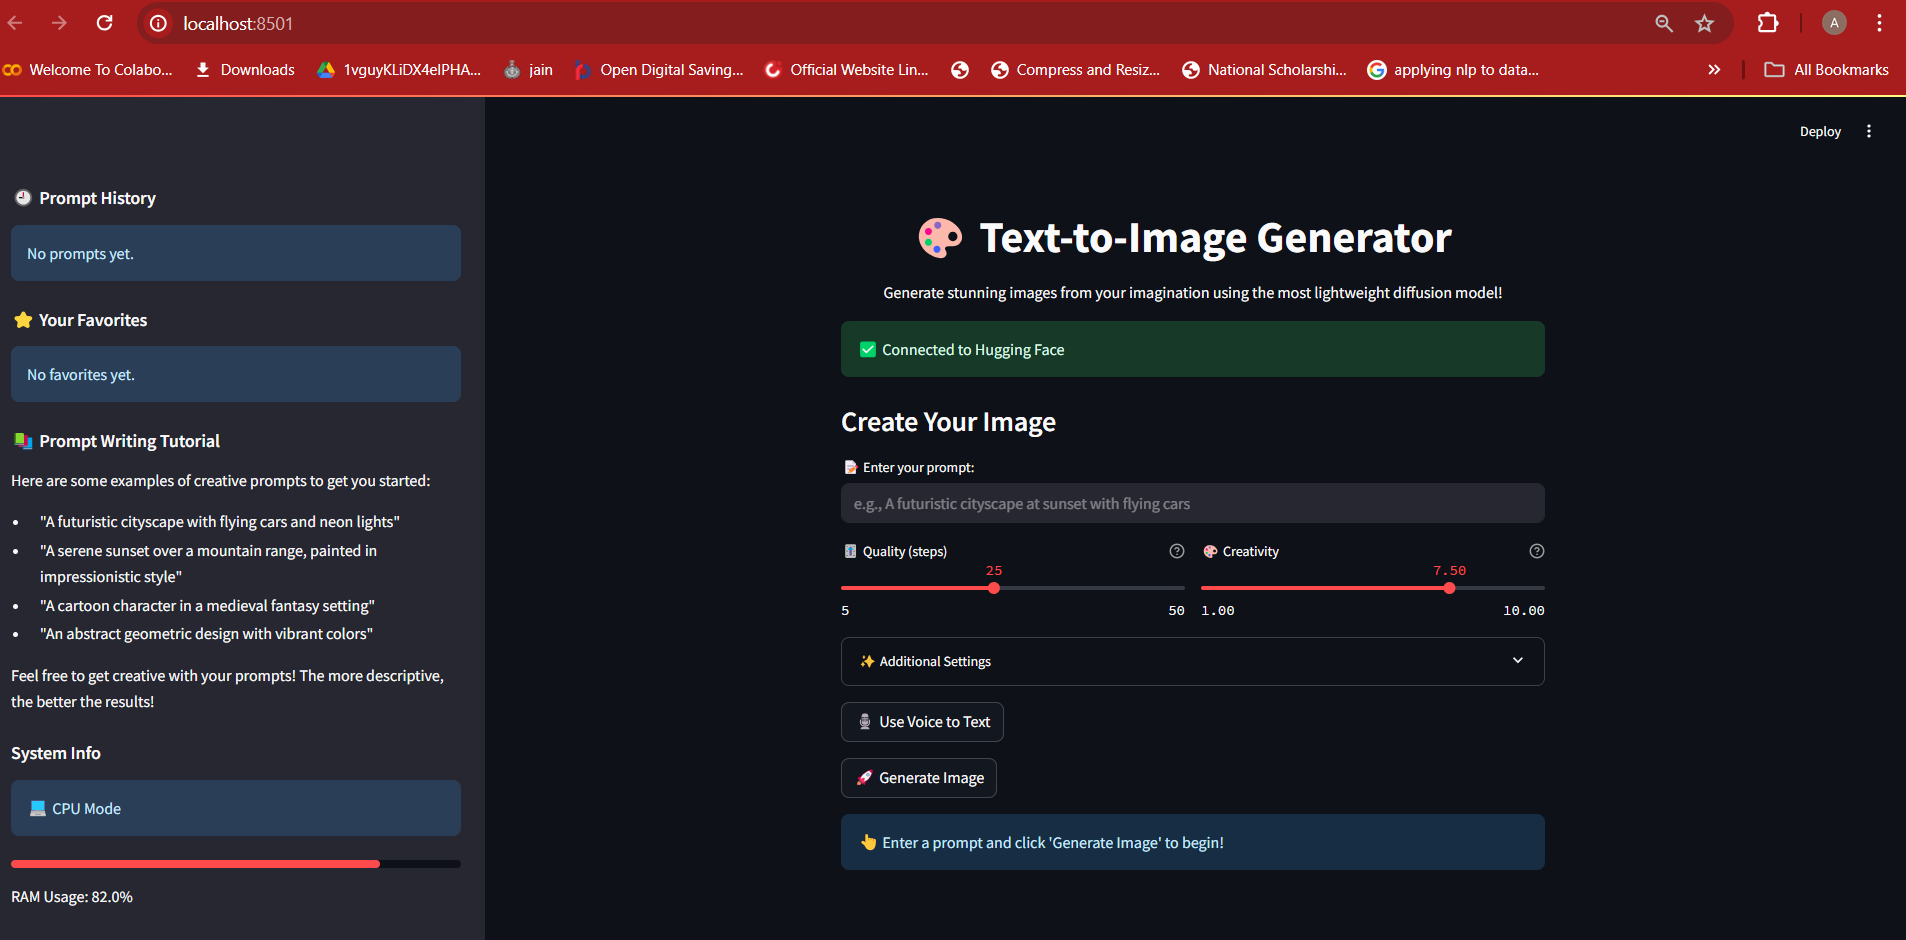 localhost:8501
Welcome To Colabo...
Downloads
1vguyKLiDX4elPHA...
jain
Open Digital Saving...
Official Website Lin...
Compress and Resiz...
National Scholarshi...
applying nlp to data...
All Bookmarks
A
Deploy
Prompt History
No prompts yet.
Your Favorites
No favorites yet.
Prompt Writing Tutorial
Here are some examples of creative prompts to get you started:
• "A futuristic cityscape with flying cars and neon lights"
• "A serene sunset over a mountain range, painted in
impressionistic style"
• "A cartoon character in a medieval fantasy setting"
• "An abstract geometric design with vibrant colors"
Feel free to get creative with your prompts! The more descriptive,
the better the results!
System Info
CPU Mode
RAM Usage: 82.0%
Text-to-Image Generator
Generate stunning images from your imagination using the most lightweight diffusion model!
Connected to Hugging Face
Create Your Image
Enter your prompt:
e.g., A futuristic cityscape at sunset with flying cars
Quality (steps)
25
5 50
Creativity
7.50
1.00 10.00
Additional Settings
Use Voice to Text
Generate Image
Enter a prompt and click 'Generate Image' to begin!